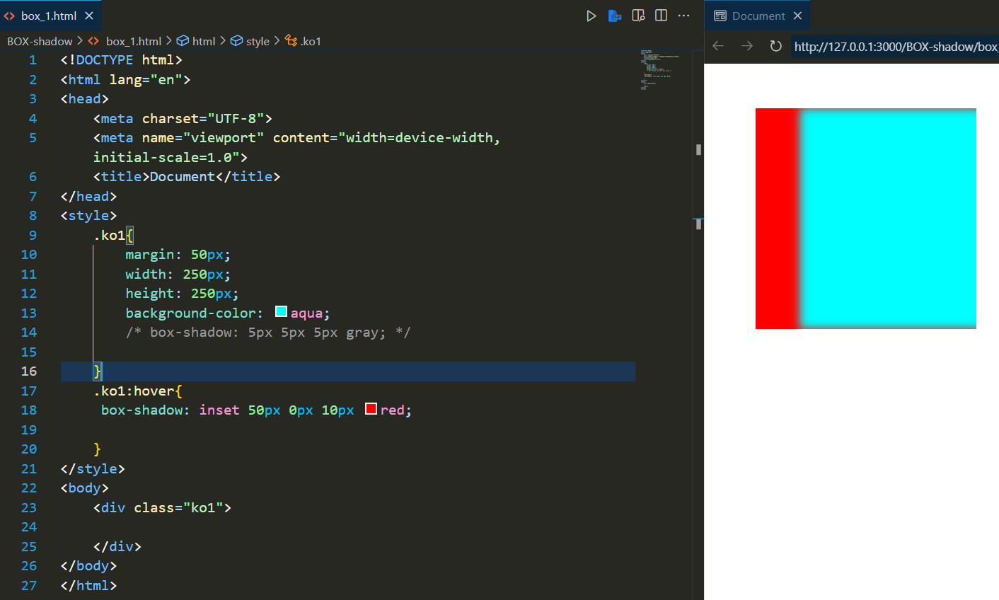 box_1.html
Document
BOX-shadow > box_1.html > html > style > .ko1
http://127.0.0.1:3000/BOX-shadow/box_
1 <!DOCTYPE html>
2 <html lang="en">
3 <head>
4     <meta charset="UTF-8">
5     <meta name="viewport" content="width=device-width,
    initial-scale=1.0">
6     <title>Document</title>
7 </head>
8 <style>
9     .ko1{
10         margin: 50px;
11         width: 250px;
12         height: 250px;
13         background-color: aqua;
14         /* box-shadow: 5px 5px 5px gray; */
15
16     }
17     .ko1:hover{
18      box-shadow: inset 50px 0px 10px red;
19
20     }
21 </style>
22 <body>
23     <div class="ko1">
24
25     </div>
26 </body>
27 </html>